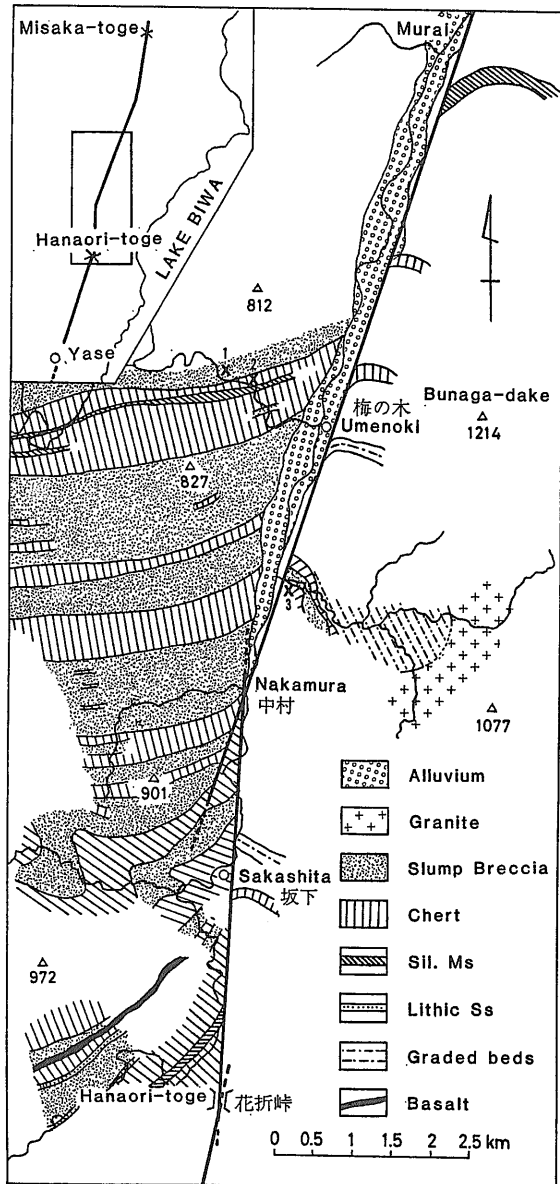 Misaka-toge
Murai
LAKE BIWA
Hanaori-toge
Yase
812
1
梅の木
Umenoki
Bunaga-dake
1214
827
3
Nakamura
中村
1077
901
Sakashita
坂下
972
Hanaori-toge
花折峠
Alluvium
Granite
Slump Breccia
Chert
Sil. Ms
Lithic Ss
Graded beds
Basalt
0 0.5 1.0 1.5 2.0 2.5 km